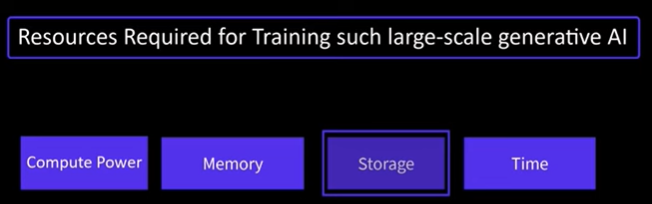 Resources Required for Training such large-scale generative AI
Compute Power
Memory
Storage
Time